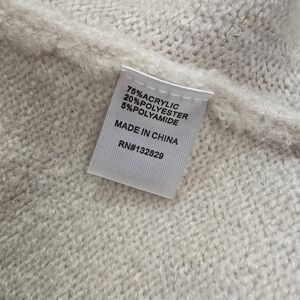 75%ACRYLIC
20%POLYESTER
5%POLYAMIDE
MADE IN CHINA
RN#132829